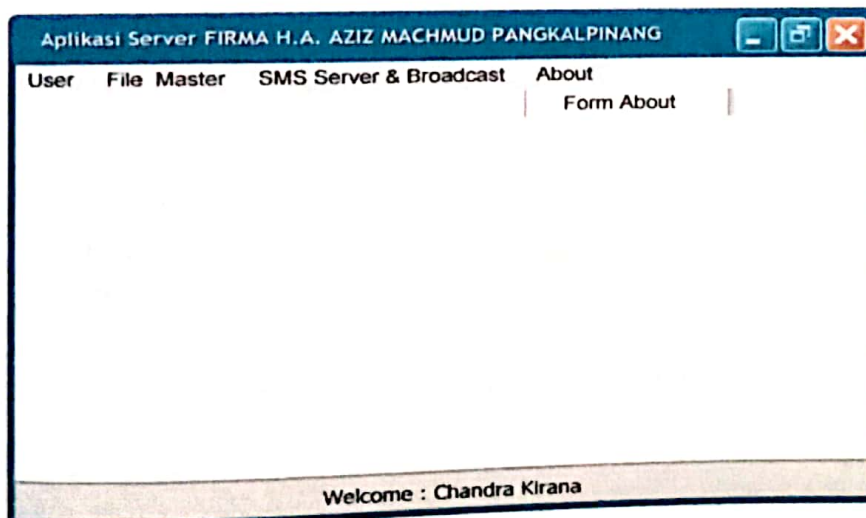 Aplikasi Server FIRMA H.A. AZIZ MACHMUD PANGKALPINANG
User File Master SMS Server & Broadcast About
Form About
Welcome : Chandra Kirana